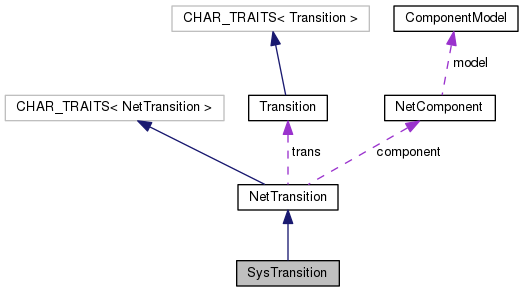 CHAR_TRAITS< Transition >
ComponentModel
model
CHAR_TRAITS< NetTransition >
Transition
NetComponent
trans
component
NetTransition
SysTransition